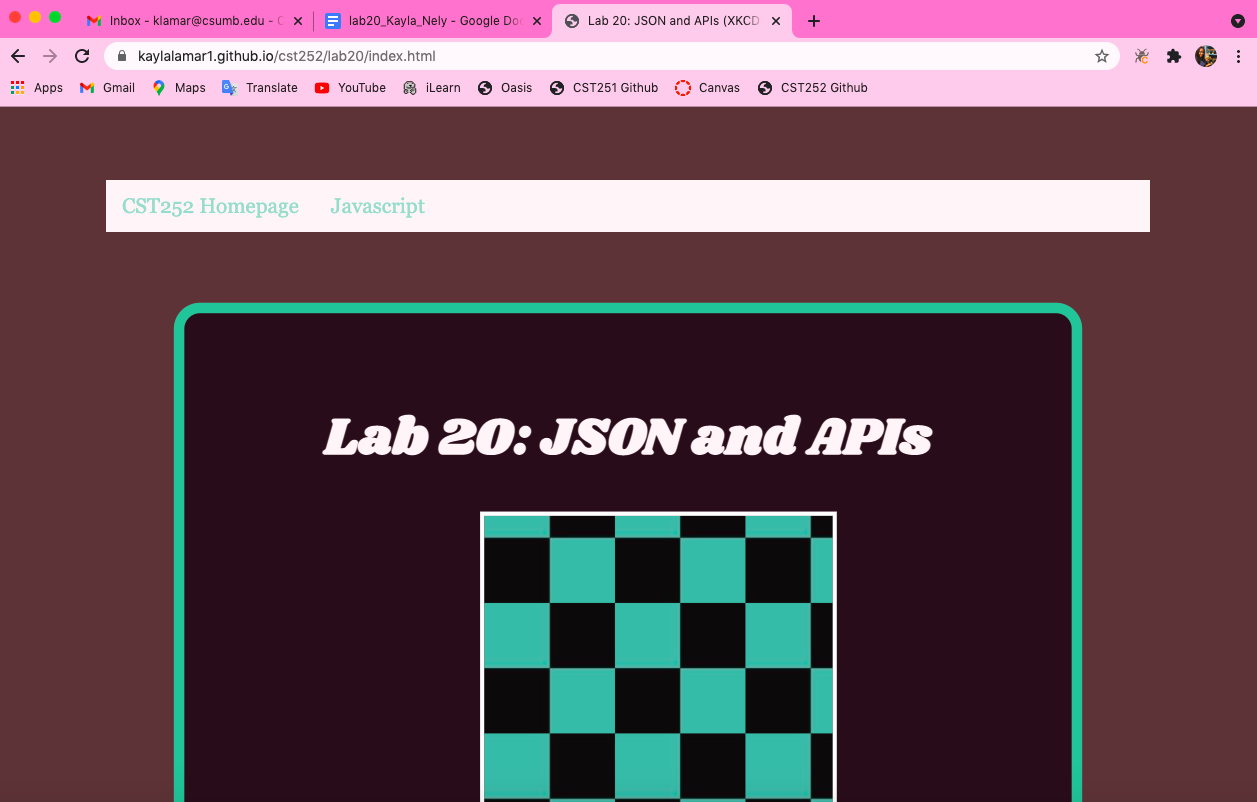 Inbox - klamar@csumb.edu - C
lab20_Kayla_Nely - Google Doc
Lab 20: JSON and APIs (XKCD
kaylalamar1.github.io/cst252/lab20/index.html
Apps Gmail Maps Translate YouTube iLearn Oasis CST251 Github Canvas CST252 Github
CST252 Homepage Javascript
Lab 20: JSON and APIs